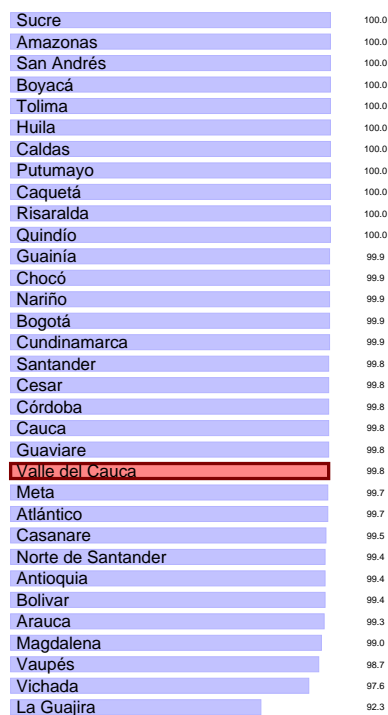 Sucre 100.0
Amazonas 100.0
San Andrés 100.0
Boyacá 100.0
Tolima 100.0
Huila 100.0
Caldas 100.0
Putumayo 100.0
Caquetá 100.0
Risaralda 100.0
Quindío 100.0
Guainía 99.9
Chocó 99.9
Nariño 99.9
Bogotá 99.9
Cundinamarca 99.9
Santander 99.8
Cesar 99.8
Córdoba 99.8
Cauca 99.8
Guaviare 99.8
Valle del Cauca 99.8
Meta 99.7
Atlántico 99.7
Casanare 99.5
Norte de Santander 99.4
Antioquia 99.4
Bolivar 99.4
Arauca 99.3
Magdalena 99.0
Vaupés 98.7
Vichada 97.6
La Guajira 92.3